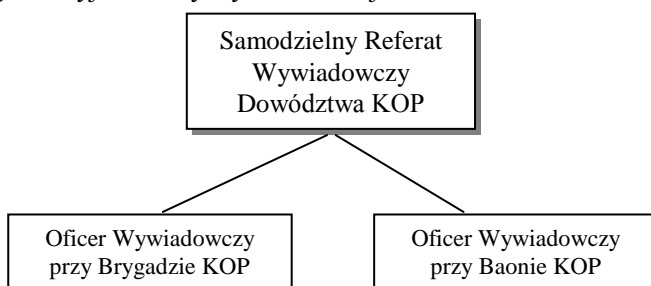 Samodzielny Referat
Wywiadowczy
Dowództwa KOP
Oficer Wywiadowczy
przy Brygadzie KOP
Oficer Wywiadowczy
przy Baonie KOP